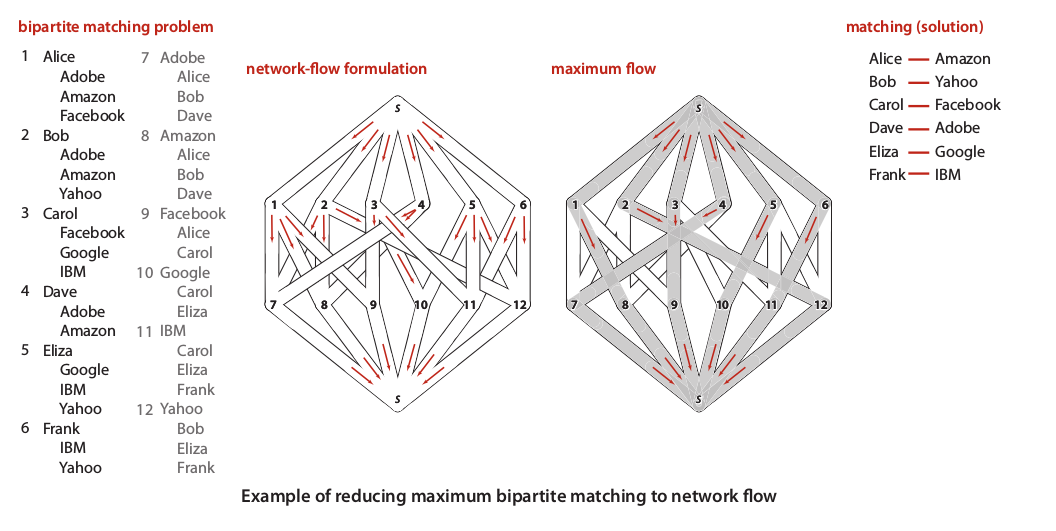 bipartite matching problem
1 Alice
Adobe
Amazon
Facebook
2 Bob
Adobe
Amazon
Yahoo
3 Carol
Facebook
Google
IBM
4 Dave
Adobe
Amazon
5 Eliza
Google
IBM
Yahoo
6 Frank
IBM
Yahoo
7 Adobe
Alice
Bob
Dave
8 Amazon
Alice
Bob
Dave
9 Facebook
Alice
Carol
10 Google
Carol
Eliza
11 IBM
Carol
Eliza
Frank
12 Yahoo
Bob
Eliza
Frank
network-flow formulation
s
1 2 3 4 5 6
7 8 9 10 11 12
s
maximum flow
s
1 2 3 4 5 6
7 8 9 10 11 12
s
matching (solution)
Alice — Amazon
Bob — Yahoo
Carol — Facebook
Dave — Adobe
Eliza — Google
Frank — IBM
Example of reducing maximum bipartite matching to network flow